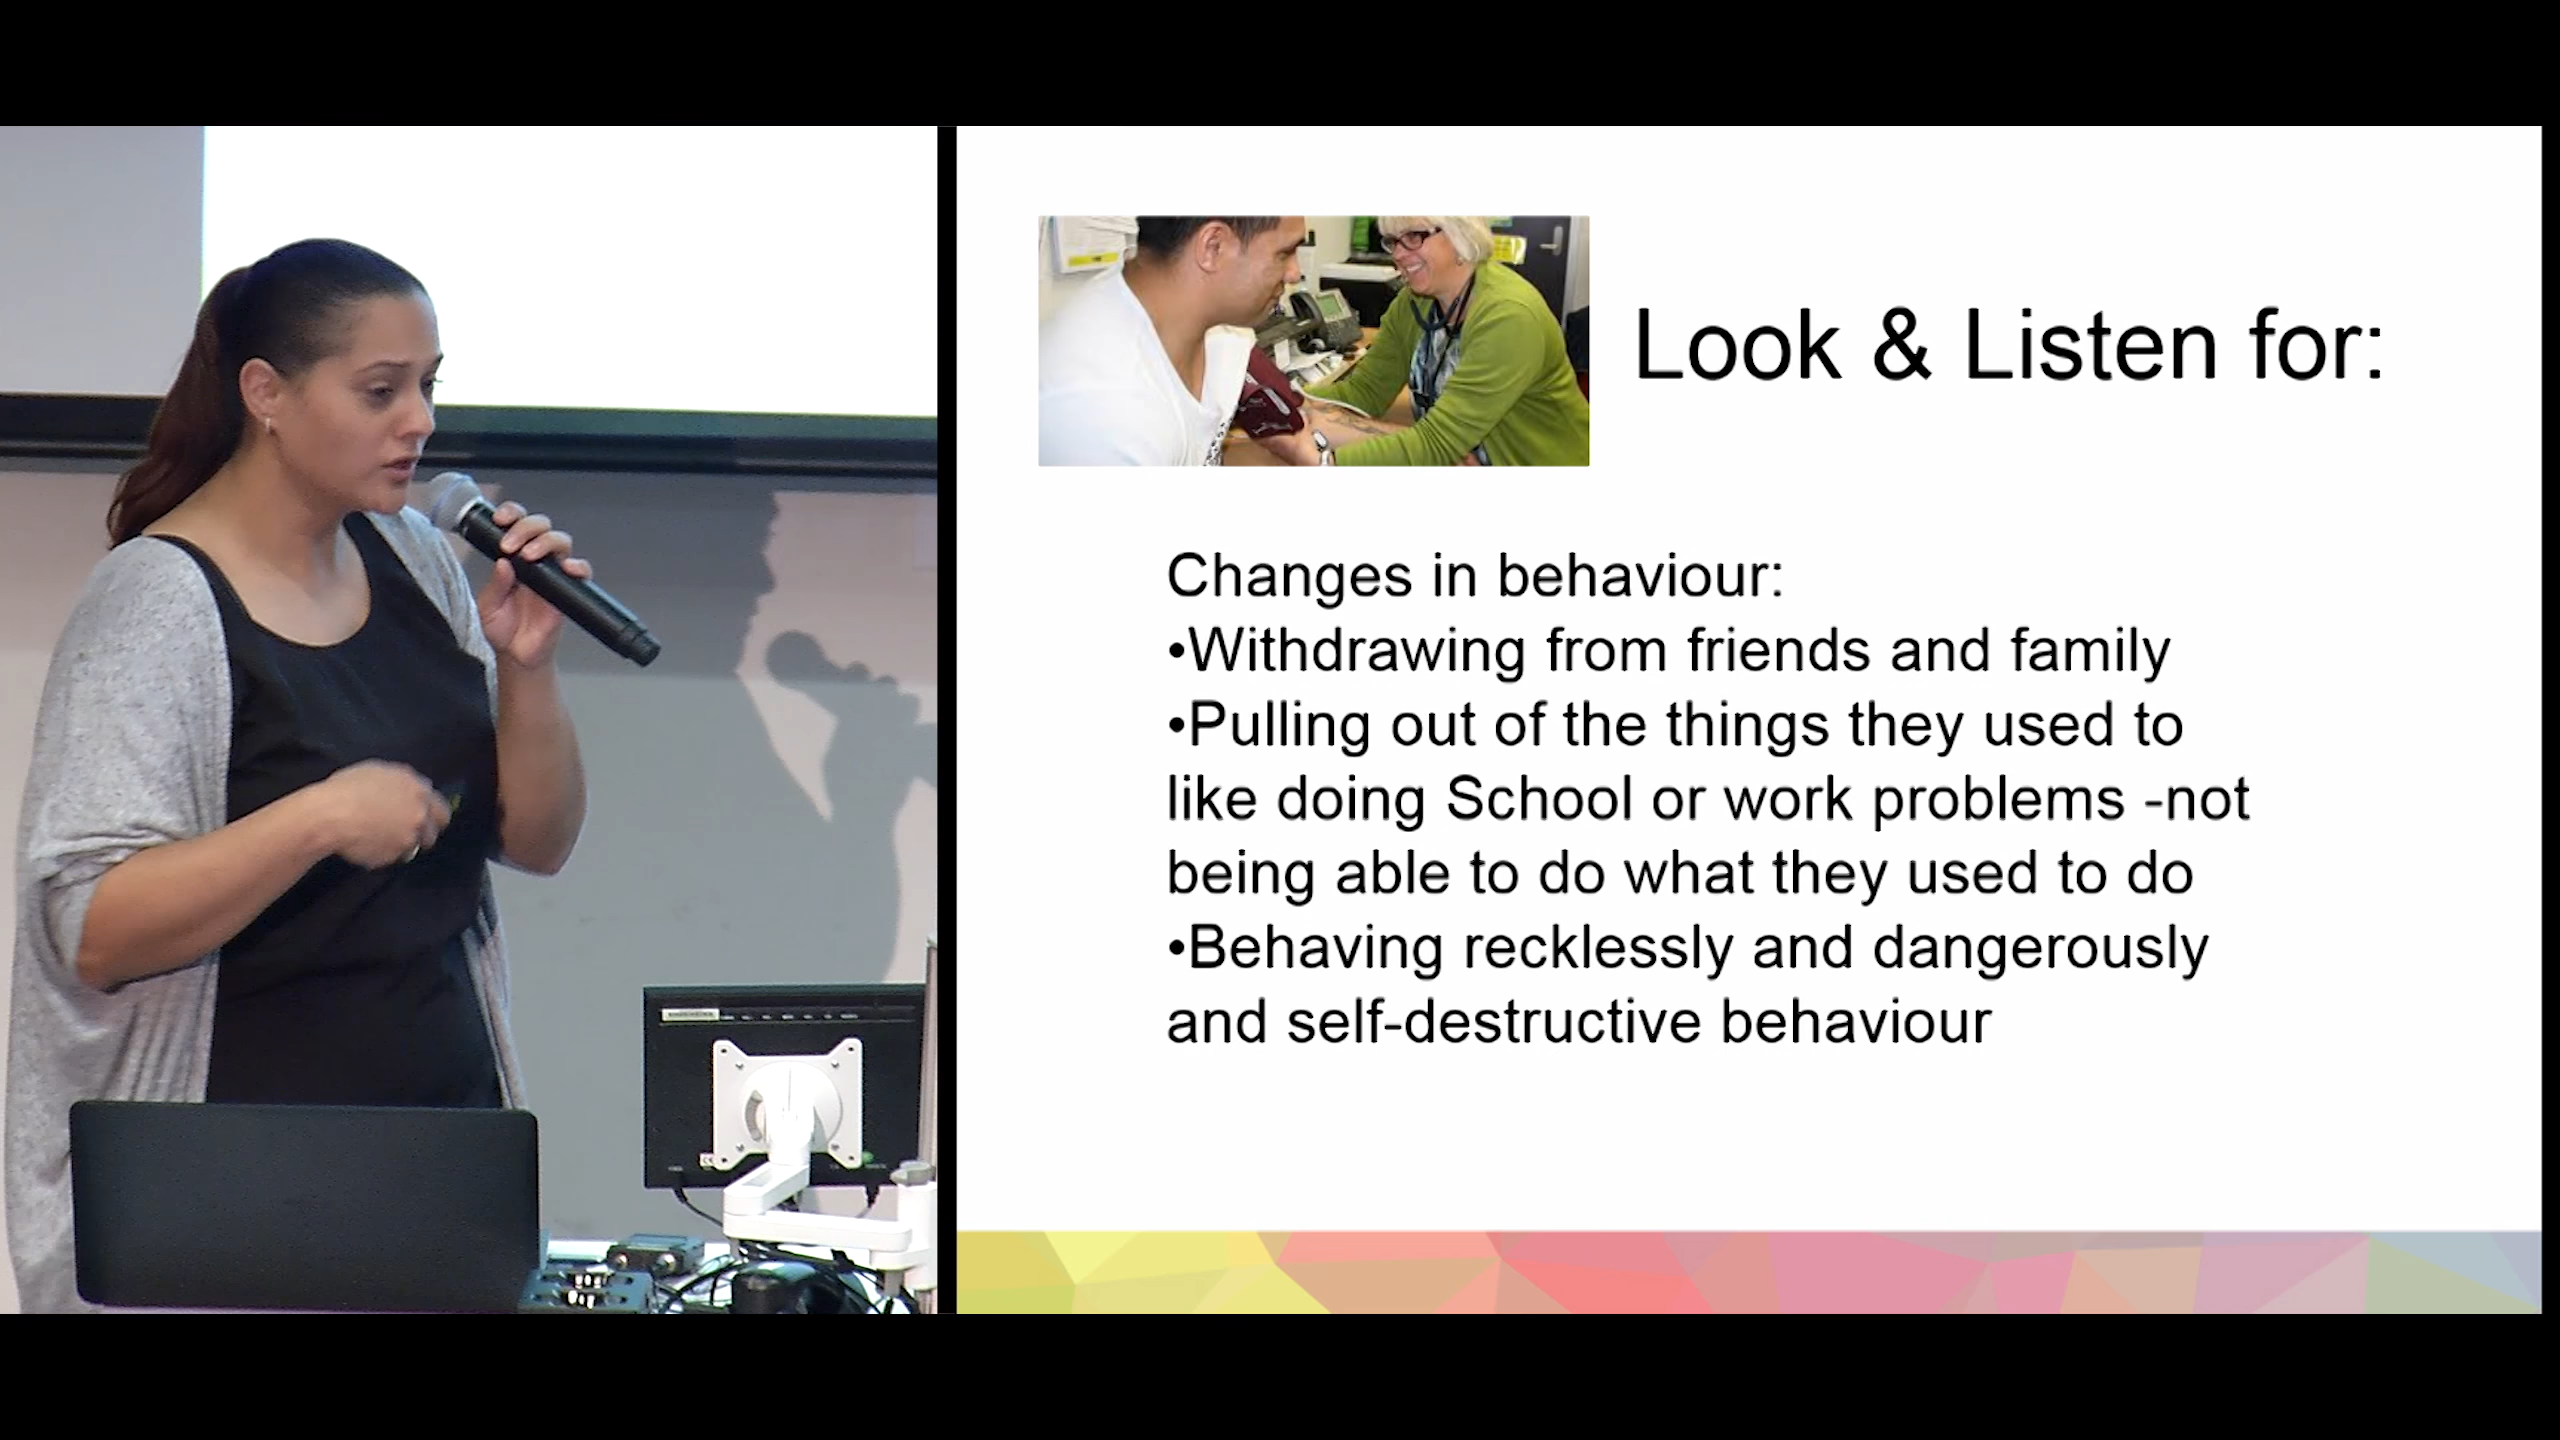 Look & Listen for:
Changes in behaviour:
•Withdrawing from friends and family
•Pulling out of the things they used to
like doing School or work problems -not
being able to do what they used to do
•Behaving recklessly and dangerously
and self-destructive behaviour